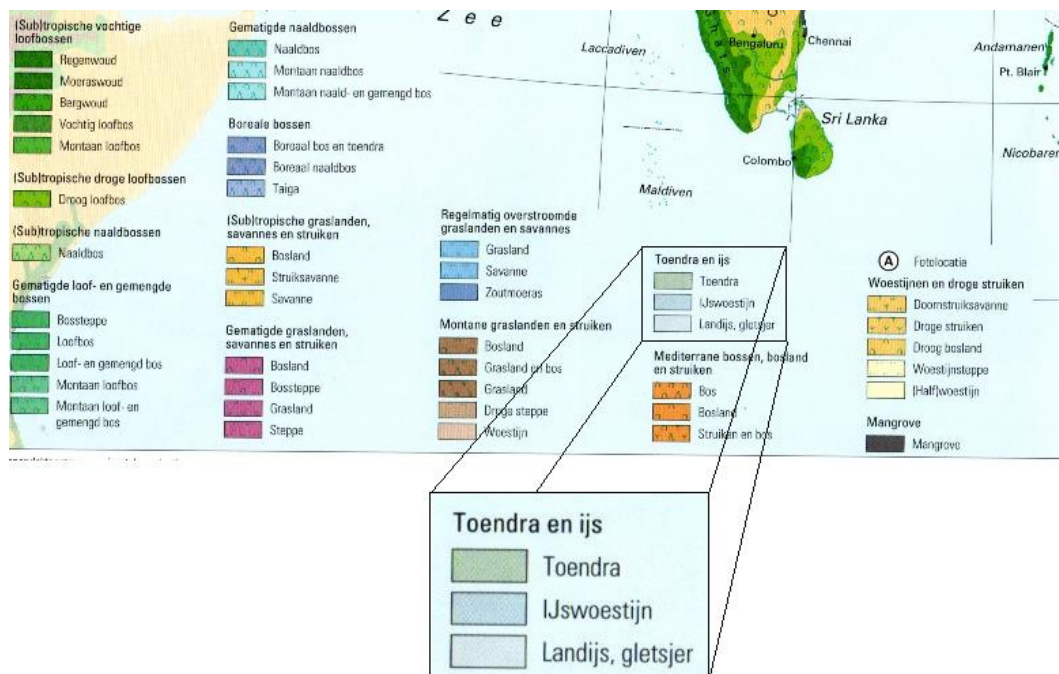 Zee
Laccadiven
Bengaluru
Chennai
Andamanen
Pt. Blair
Sri Lanka
Colombo
Nicobaren
Maldiven
(Sub)tropische vochtige
loofbossen
Regenwoud
Moeraswoud
Bergwoud
Vochtig loofbos
Montaan loofbos
(Sub)tropische droge loofbossen
Droog loofbos
(Sub)tropische naaldbossen
Naaldbos
Gematigde loof- en gemengde
bossen
Bossteppe
Loofbos
Loof- en gemengd bos
Montaan loofbos
Montaan loof- en
gemengd bos
Gematigde naaldbossen
Naaldbos
Montaan naaldbos
Montaan naald- en gemengd bos
Boreale bossen
Boreaal bos en toendra
Boreaal naaldbos
Taiga
(Sub)tropische graslanden,
savannes en struiken
Bosland
Struiksavanne
Savanne
Gematigde graslanden,
savannes en struiken
Bosland
Bossteppe
Grasland
Steppe
Regelmatig overstroomde
graslanden en savannes
Grasland
Savanne
Zoutmoeras
Montane graslanden en struiken
Bosland
Grasland en bos
Grasland
Droge steppe
Woestijn
Toendra en ijs
Toendra
IJswoestijn
Landijs, gletsjer
Mediterrane bossen, bosland
en struiken
Bos
Bosland
Struiken en bos
A Fotolocatie
Woestijnen en droge struiken
Doornstruiksavanne
Droge struiken
Droog bosland
Woestijnsteppe
(Half)woestijn
Mangrove
Mangrove
Toendra en ijs
Toendra
IJswoestijn
Landijs, gletsjer